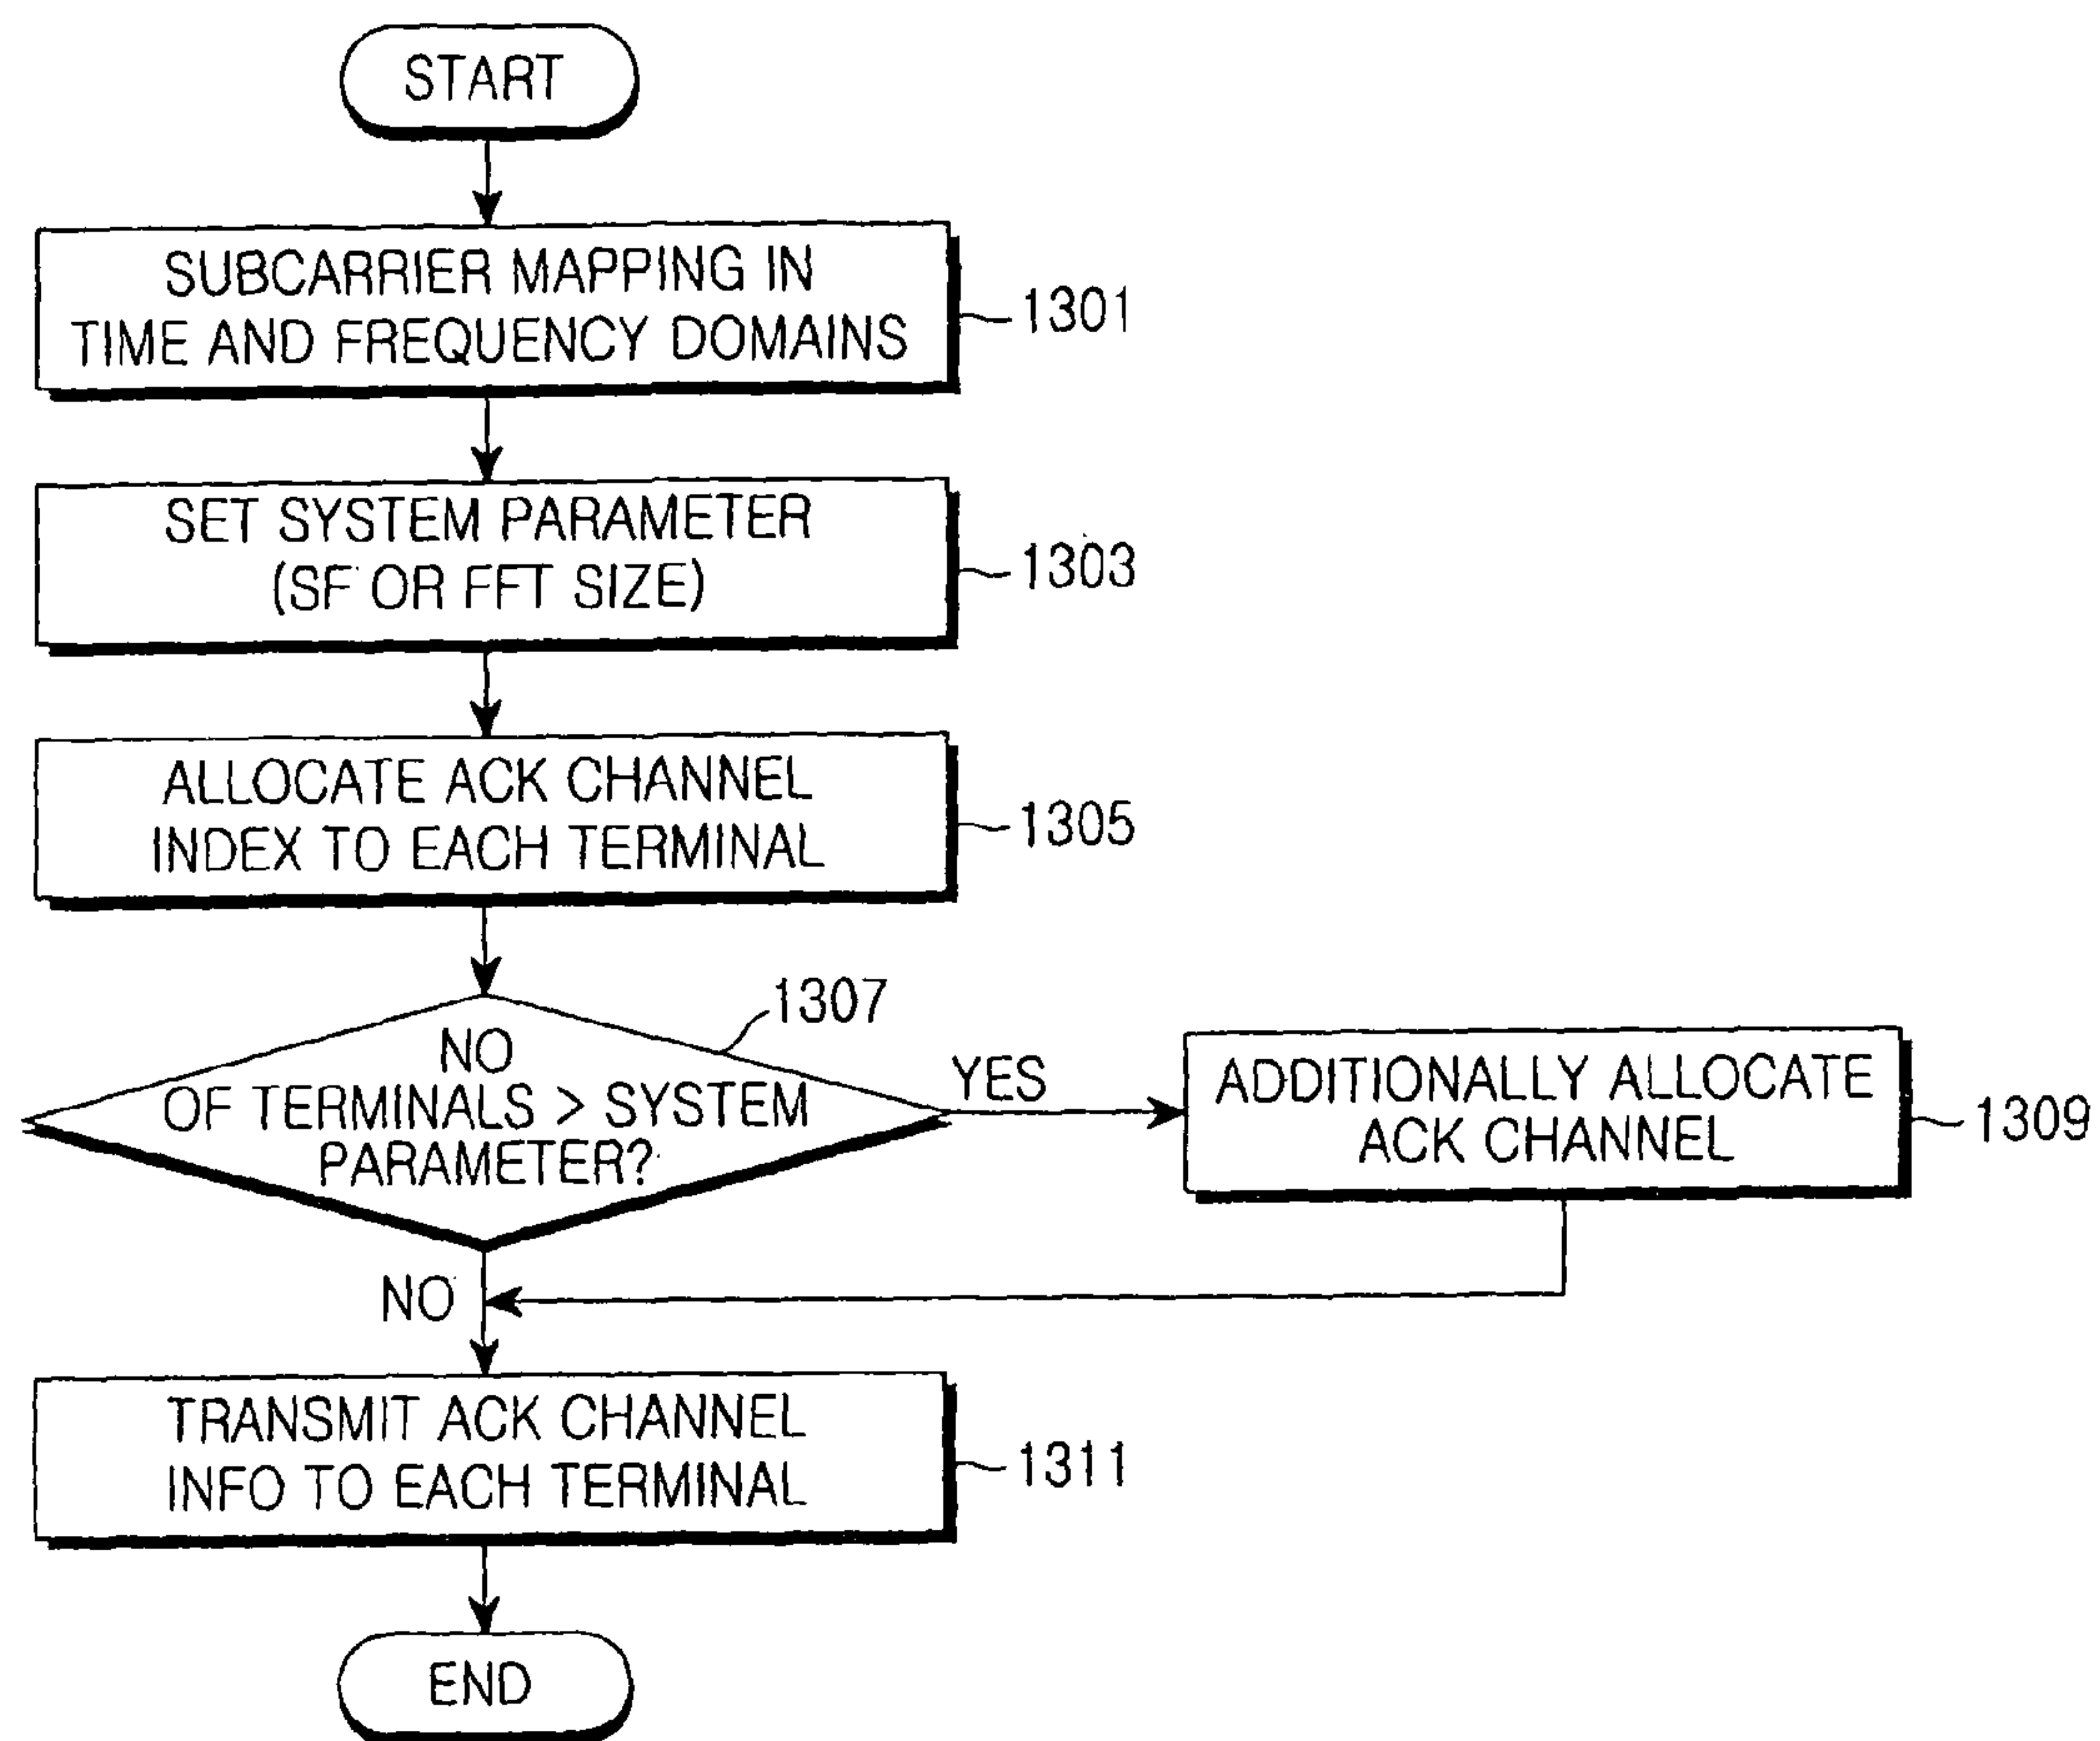 START
SUBCARRIER MAPPING IN
TIME AND FREQUENCY DOMAINS
1301
SET SYSTEM PARAMETER
(SF OR FFT SIZE)
1303
ALLOCATE ACK CHANNEL
INDEX TO EACH TERMINAL
1305
1307
NO
OF TERMINALS > SYSTEM
PARAMETER?
YES
ADDITIONALLY ALLOCATE
ACK CHANNEL
1309
NO
TRANSMIT ACK CHANNEL
INFO TO EACH TERMINAL
1311
END